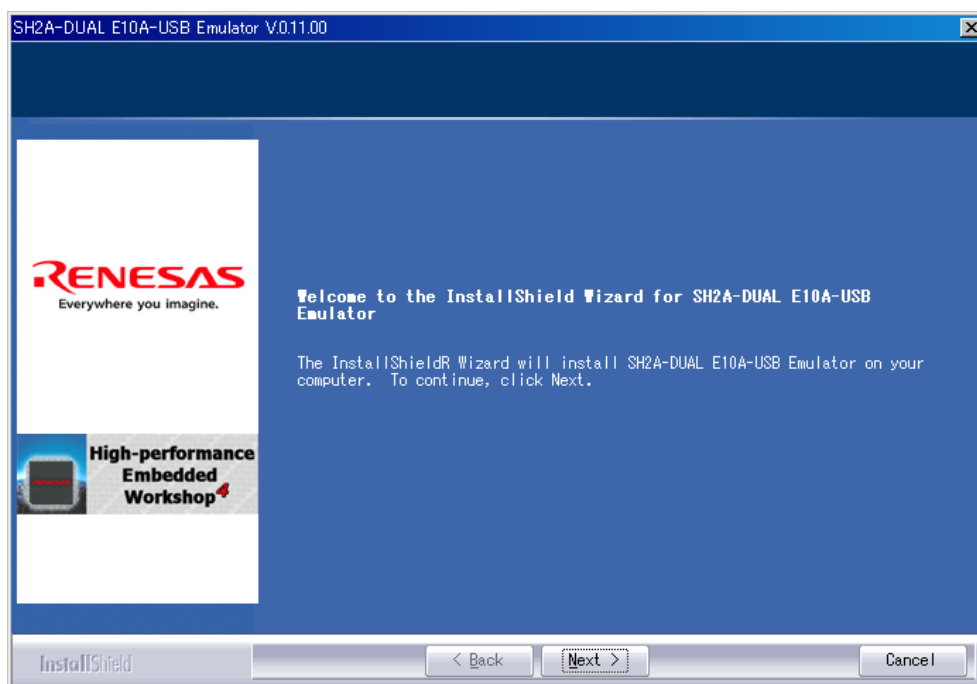 SH2A-DUAL E10A-USB Emulator V.0.11.00
RENESAS
Everywhere you imagine.
High-performance
Embedded
Workshop4
Welcome to the InstallShield Wizard for SH2A-DUAL E10A-USB
Emulator
The InstallShieldR Wizard will install SH2A-DUAL E10A-USB Emulator on your
computer.  To continue, click Next.
InstallShield
< Back
Next >
Cancel